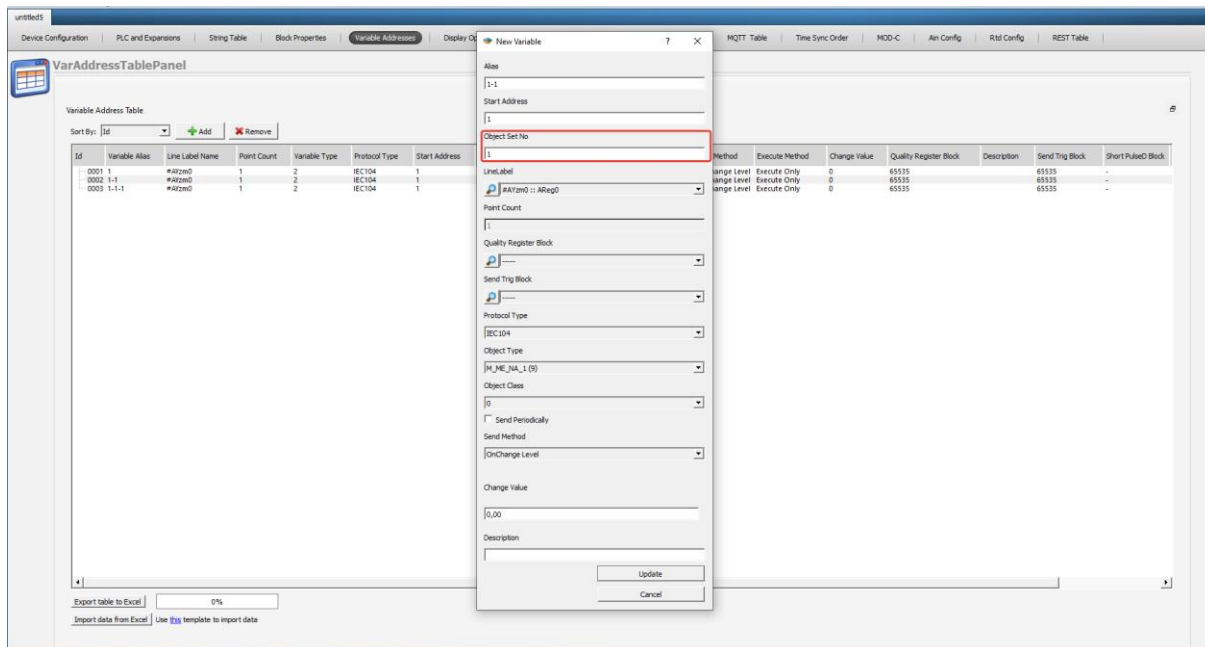 untitled5
Device Configuration PLC and Expansions String Table Block Properties Variable Addresses Display Op MQTT Table Time Sync Order MOD-C Ain Config Rtd Config REST Table
VarAddressTablePanel
Variable Address Table
Sort By: Id Add Remove
Id Variable Alias Line Label Name Point Count Variable Type Protocol Type Start Address Method Execute Method Change Value Quality Register Block Description Send Trig Block Short PulseD Block
0001 1 #AYzm0 1 2 IEC104 1 ange Level Execute Only 0 65535 65535 -
0002 1-1 #AYzm0 1 2 IEC104 1 ange Level Execute Only 0 65535 65535 -
0003 1-1-1 #AYzm0 1 2 IEC104 1 ange Level Execute Only 0 65535 65535 -
Export table to Excel 0%
Import data from Excel Use this template to import data
New Variable ? ×
Alias
1-1
Start Address
1
Object Set No
1
LineLabel
#AYzm0 :: AReg0
Point Count
1
Quality Register Block
-----
Send Trig Block
-----
Protocol Type
IEC104
Object Type
M_ME_NA_1 (9)
Object Class
0
Send Periodically
Send Method
OnChange Level
Change Value
0,00
Description
Update
Cancel